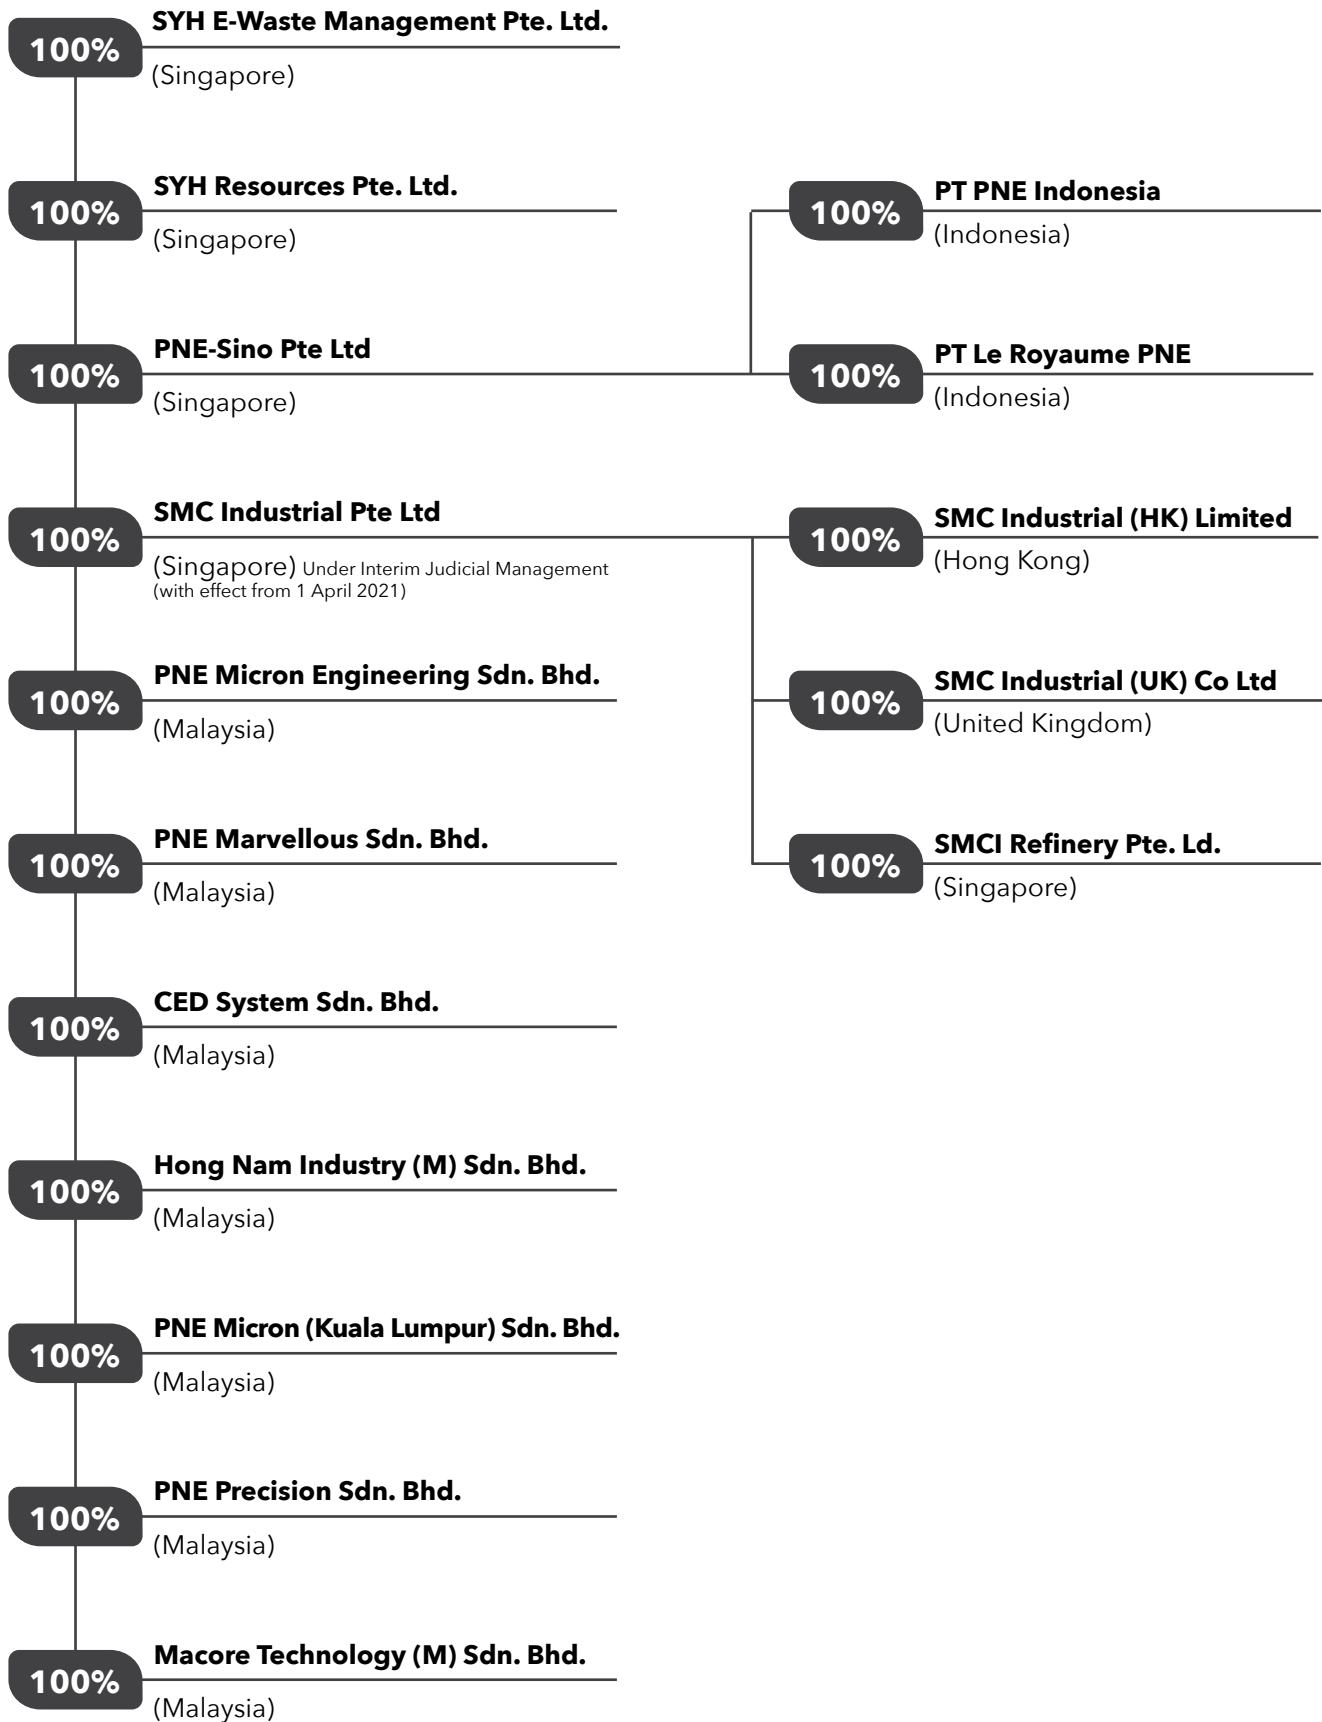 100%
SYH E-Waste Management Pte. Ltd.
(Singapore)
100%
SYH Resources Pte. Ltd.
(Singapore)
100%
PT PNE Indonesia
(Indonesia)
100%
PNE-Sino Pte Ltd
(Singapore)
100%
PT Le Royaume PNE
(Indonesia)
100%
SMC Industrial Pte Ltd
(Singapore) Under Interim Judicial Management
(with effect from 1 April 2021)
100%
SMC Industrial (HK) Limited
(Hong Kong)
100%
PNE Micron Engineering Sdn. Bhd.
(Malaysia)
100%
SMC Industrial (UK) Co Ltd
(United Kingdom)
100%
PNE Marvellous Sdn. Bhd.
(Malaysia)
100%
SMCI Refinery Pte. Ld.
(Singapore)
100%
CED System Sdn. Bhd.
(Malaysia)
100%
Hong Nam Industry (M) Sdn. Bhd.
(Malaysia)
100%
PNE Micron (Kuala Lumpur) Sdn. Bhd.
(Malaysia)
100%
PNE Precision Sdn. Bhd.
(Malaysia)
100%
Macore Technology (M) Sdn. Bhd.
(Malaysia)